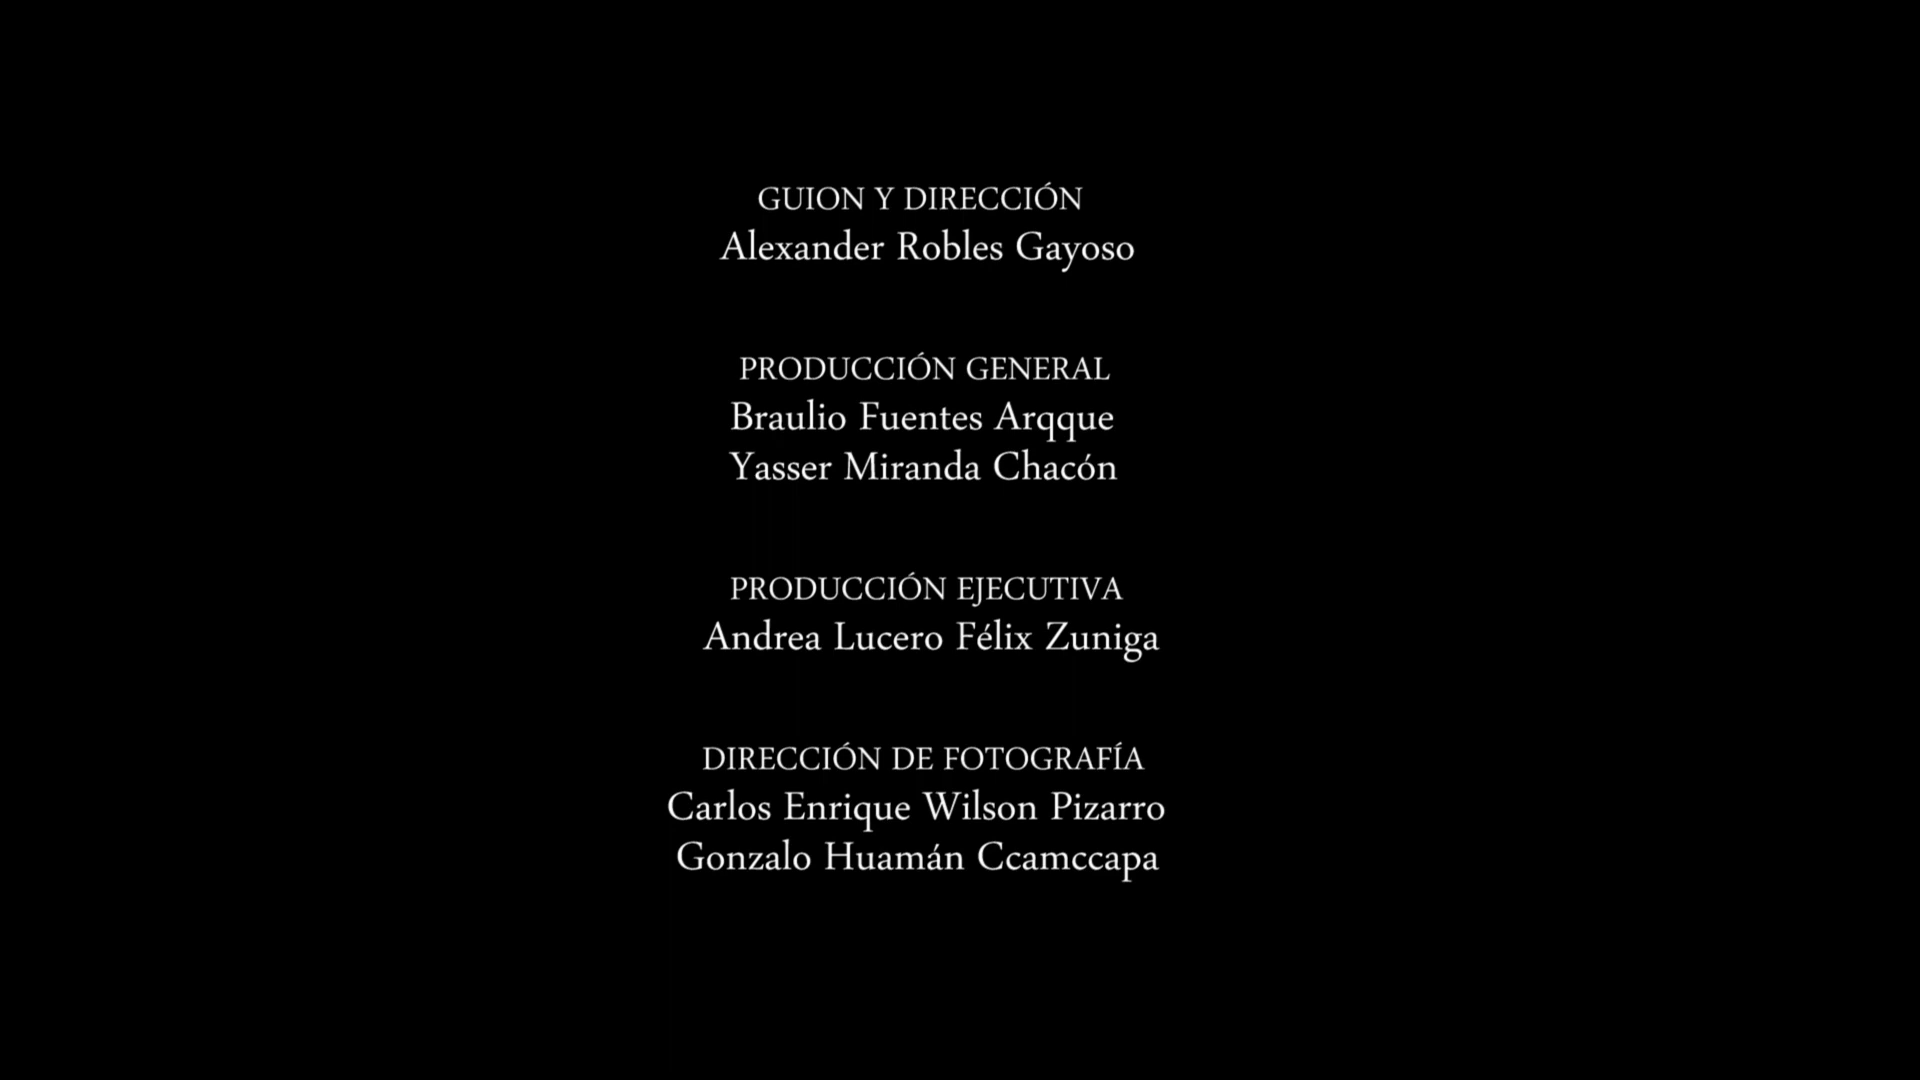 GUION Y DIRECCIÓN
Alexander Robles Gayoso
PRODUCCIÓN GENERAL
Braulio Fuentes Arqque
Yasser Miranda Chacón
PRODUCCIÓN EJECUTIVA
Andrea Lucero Félix Zuniga
DIRECCIÓN DE FOTOGRAFÍA
Carlos Enrique Wilson Pizarro
Gonzalo Huamán Ccamccapa